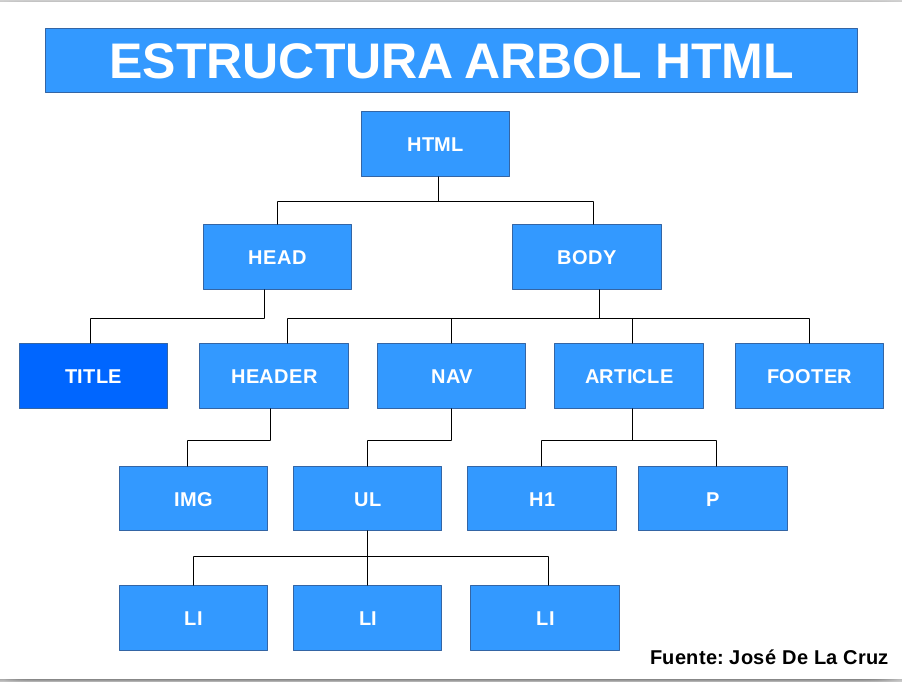 ESTRUCTURA ARBOL HTML
HTML
HEAD
BODY
TITLE
HEADER
NAV
ARTICLE
FOOTER
IMG
UL
H1
P
LI
LI
LI
Fuente: José De La Cruz